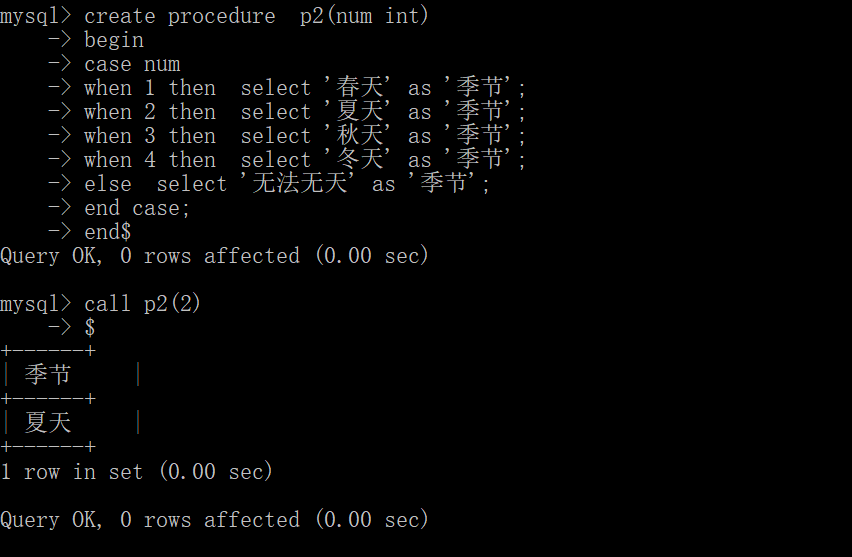 mysql> create procedure  p2(num int)
    -> begin
    -> case num
    -> when 1 then  select '春天' as '季节';
    -> when 2 then  select '夏天' as '季节';
    -> when 3 then  select '秋天' as '季节';
    -> when 4 then  select '冬天' as '季节';
    -> else  select '无法无天' as '季节';
    -> end case;
    -> end$
Query OK, 0 rows affected (0.00 sec)

mysql> call p2(2)
    -> $
+------+
| 季节     |
+------+
| 夏天     |
+------+
1 row in set (0.00 sec)

Query OK, 0 rows affected (0.00 sec)